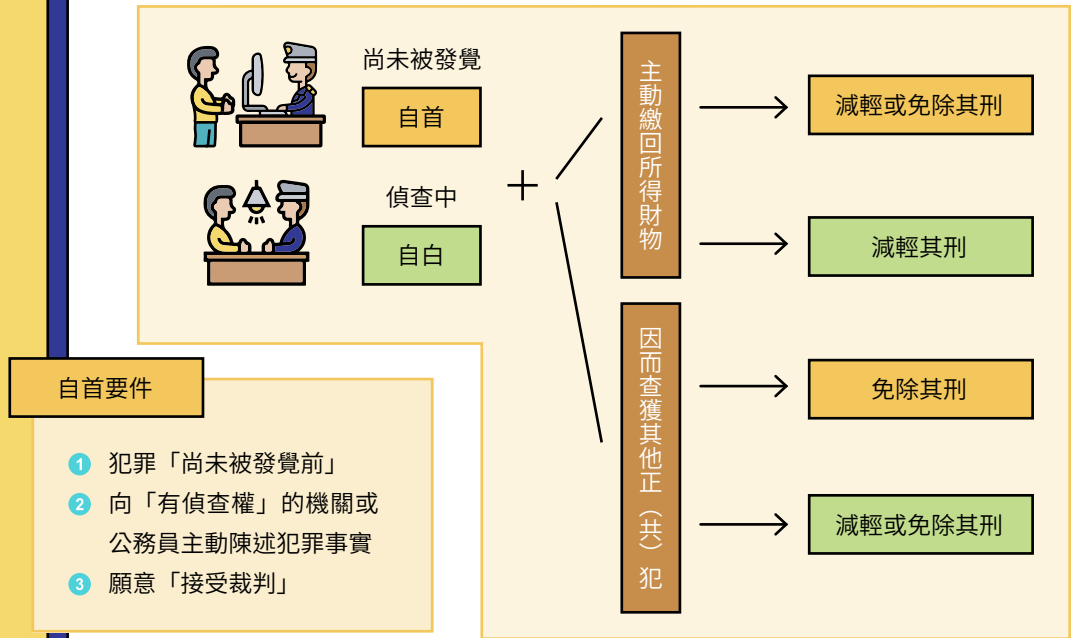 尚未被發覺
自首
偵查中
自白
＋
主動繳回所得財物
減輕或免除其刑
減輕其刑
因而查獲其他正（共）犯
免除其刑
減輕或免除其刑
自首要件
1 犯罪「尚未被發覺前」
2 向「有偵查權」的機關或
公務員主動陳述犯罪事實
3 願意「接受裁判」